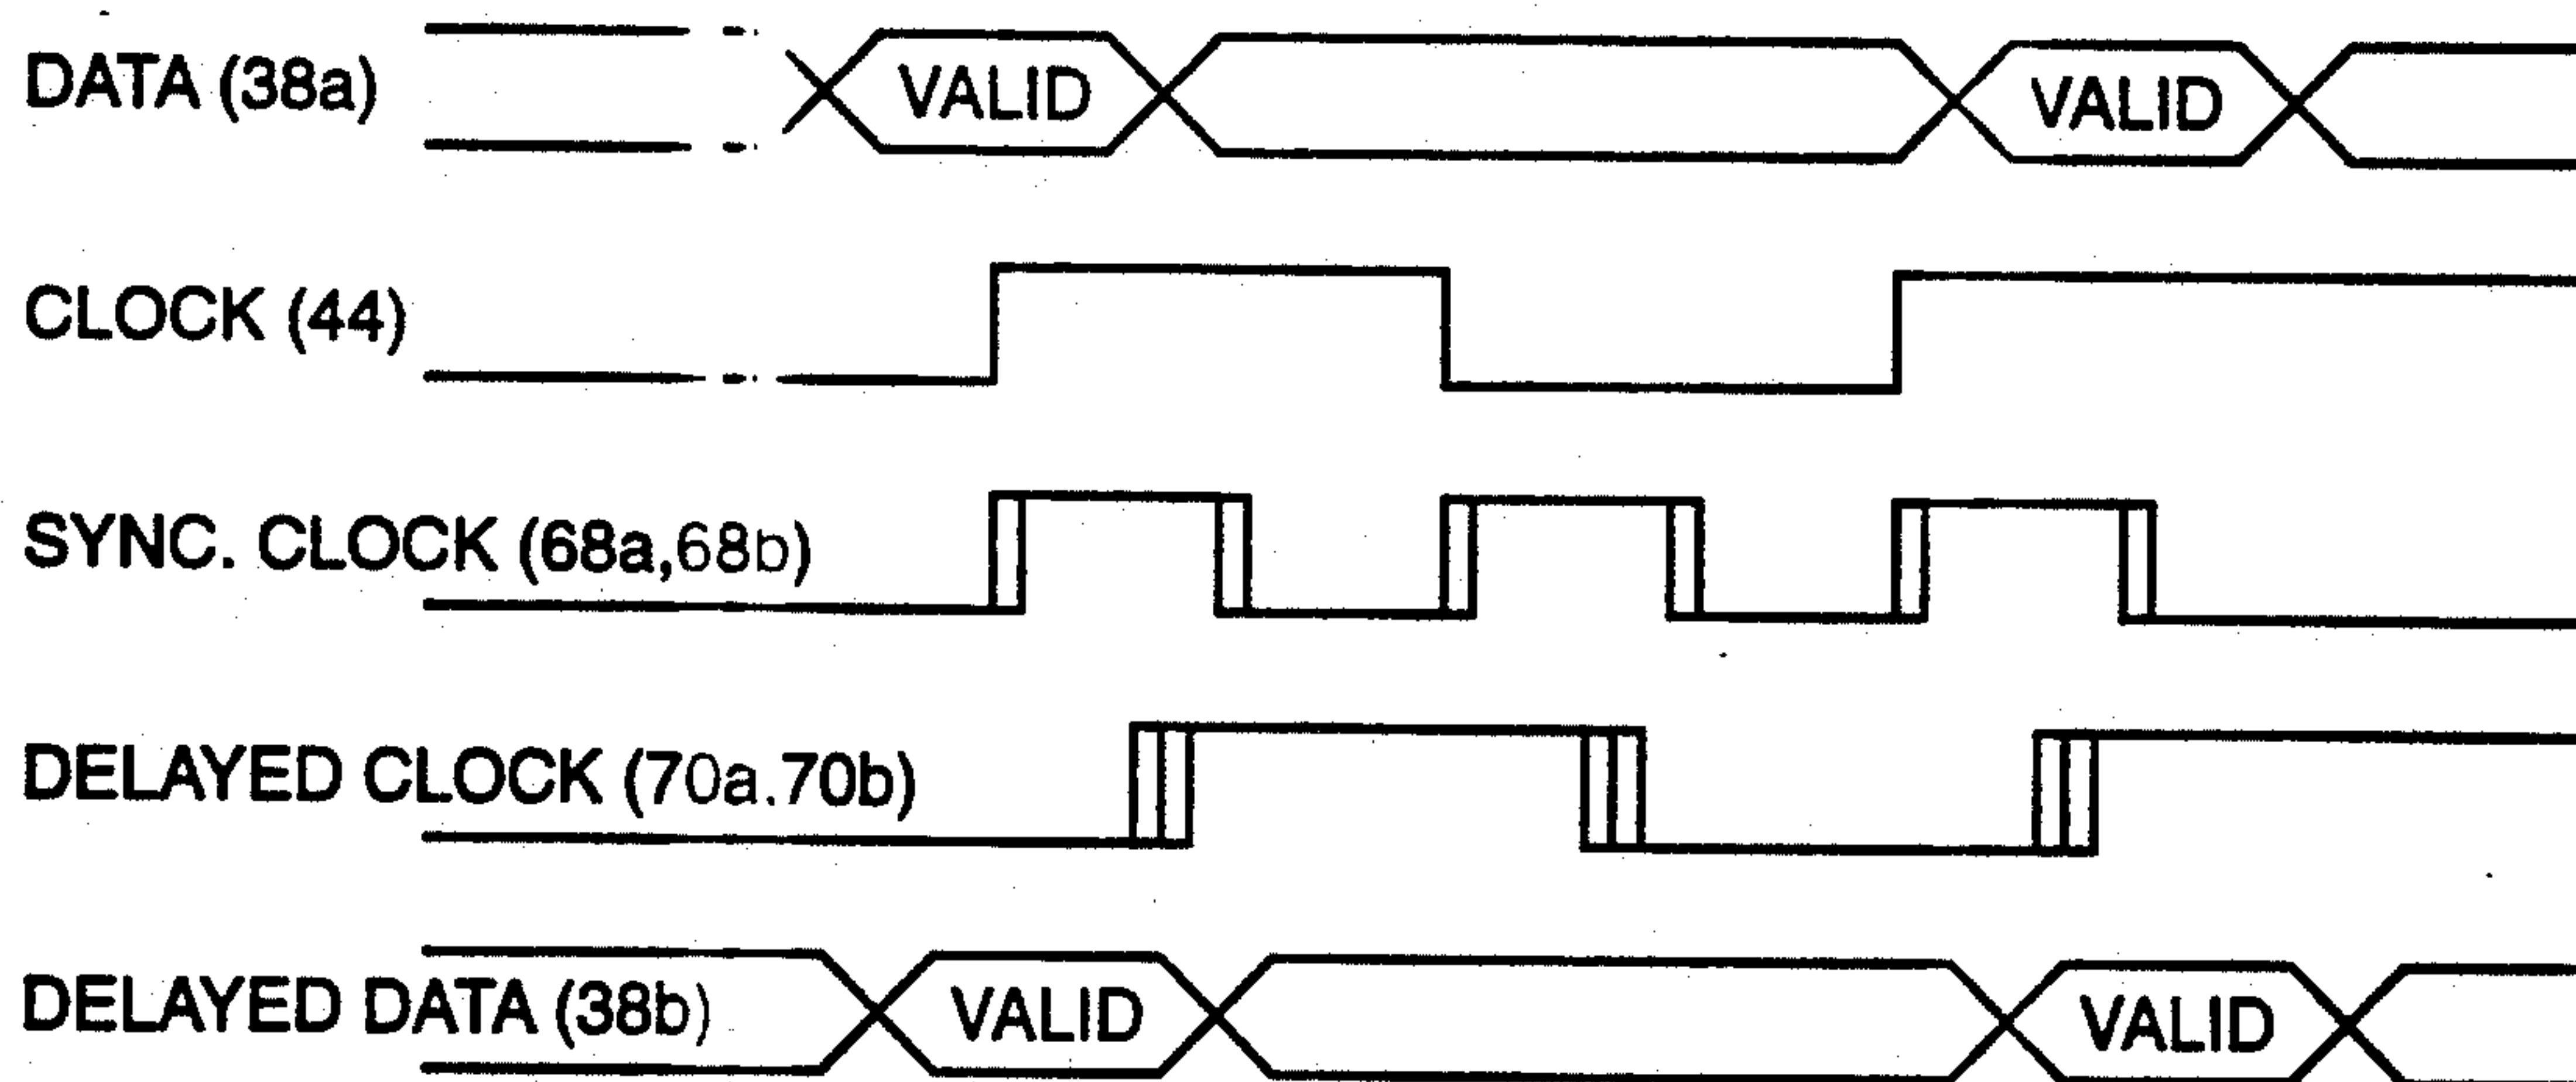 DATA (38a)
VALID
VALID
CLOCK (44)
SYNC. CLOCK (68a,68b)
DELAYED CLOCK (70a.70b)
DELAYED DATA (38b)
VALID
VALID